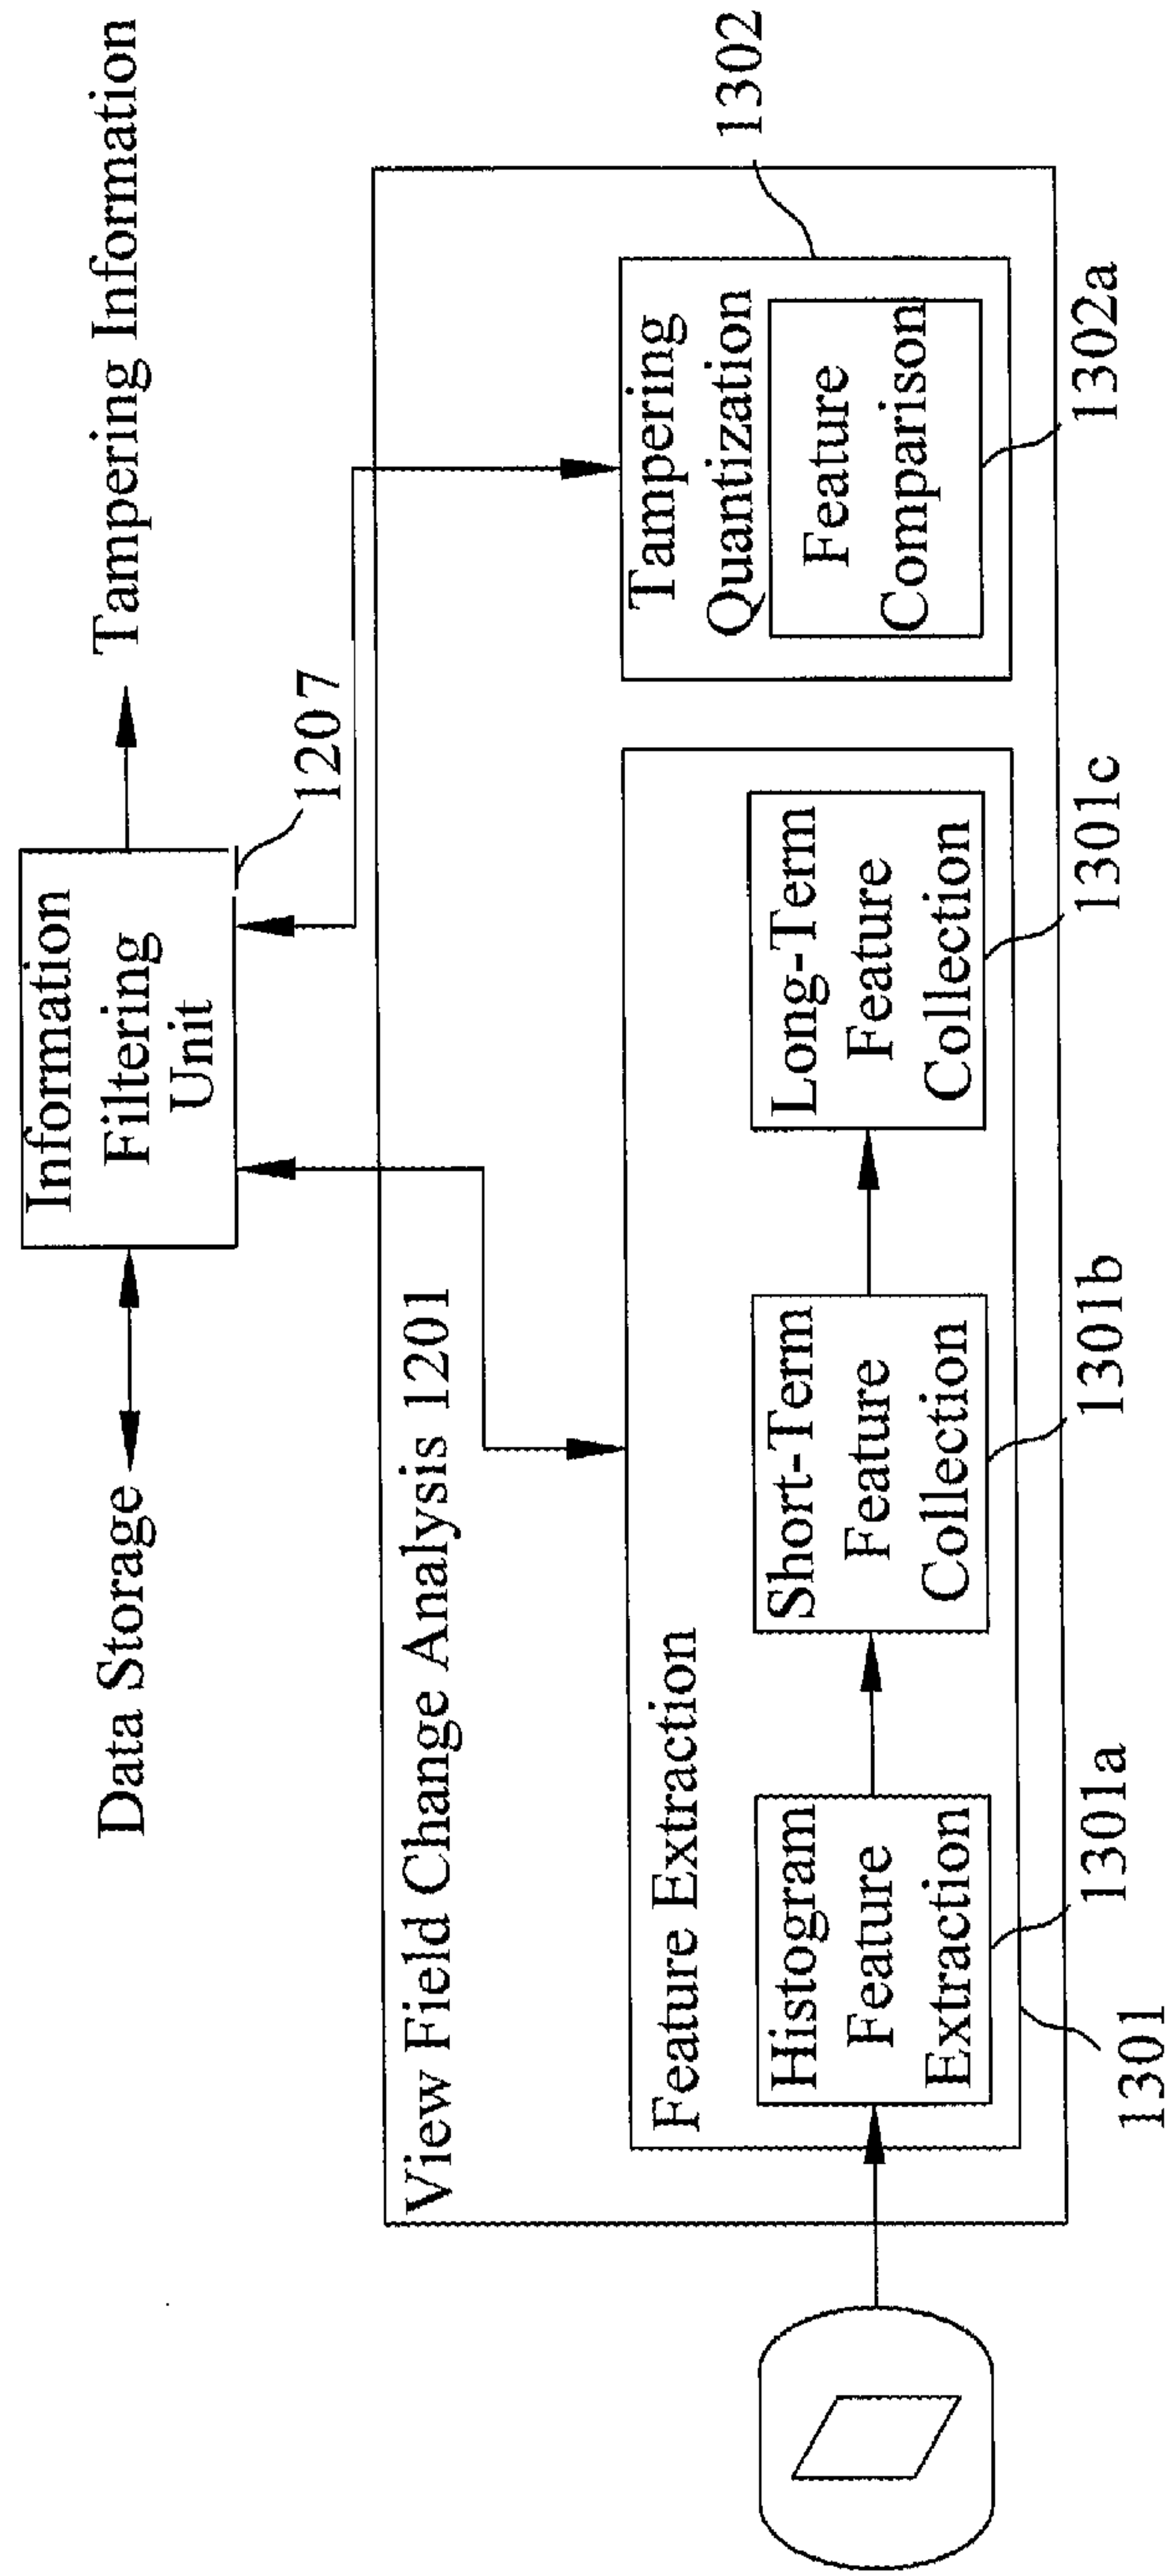 Data Storage
Information
Filtering
Unit
Tampering Information
1207
View Field Change Analysis 1201
Feature Extraction
Histogram
Feature
Extraction
Short-Term
Feature
Collection
Long-Term
Feature
Collection
Tampering
Quantization
Feature
Comparison
1302
1301
1301a
1301b
1301c
1302a